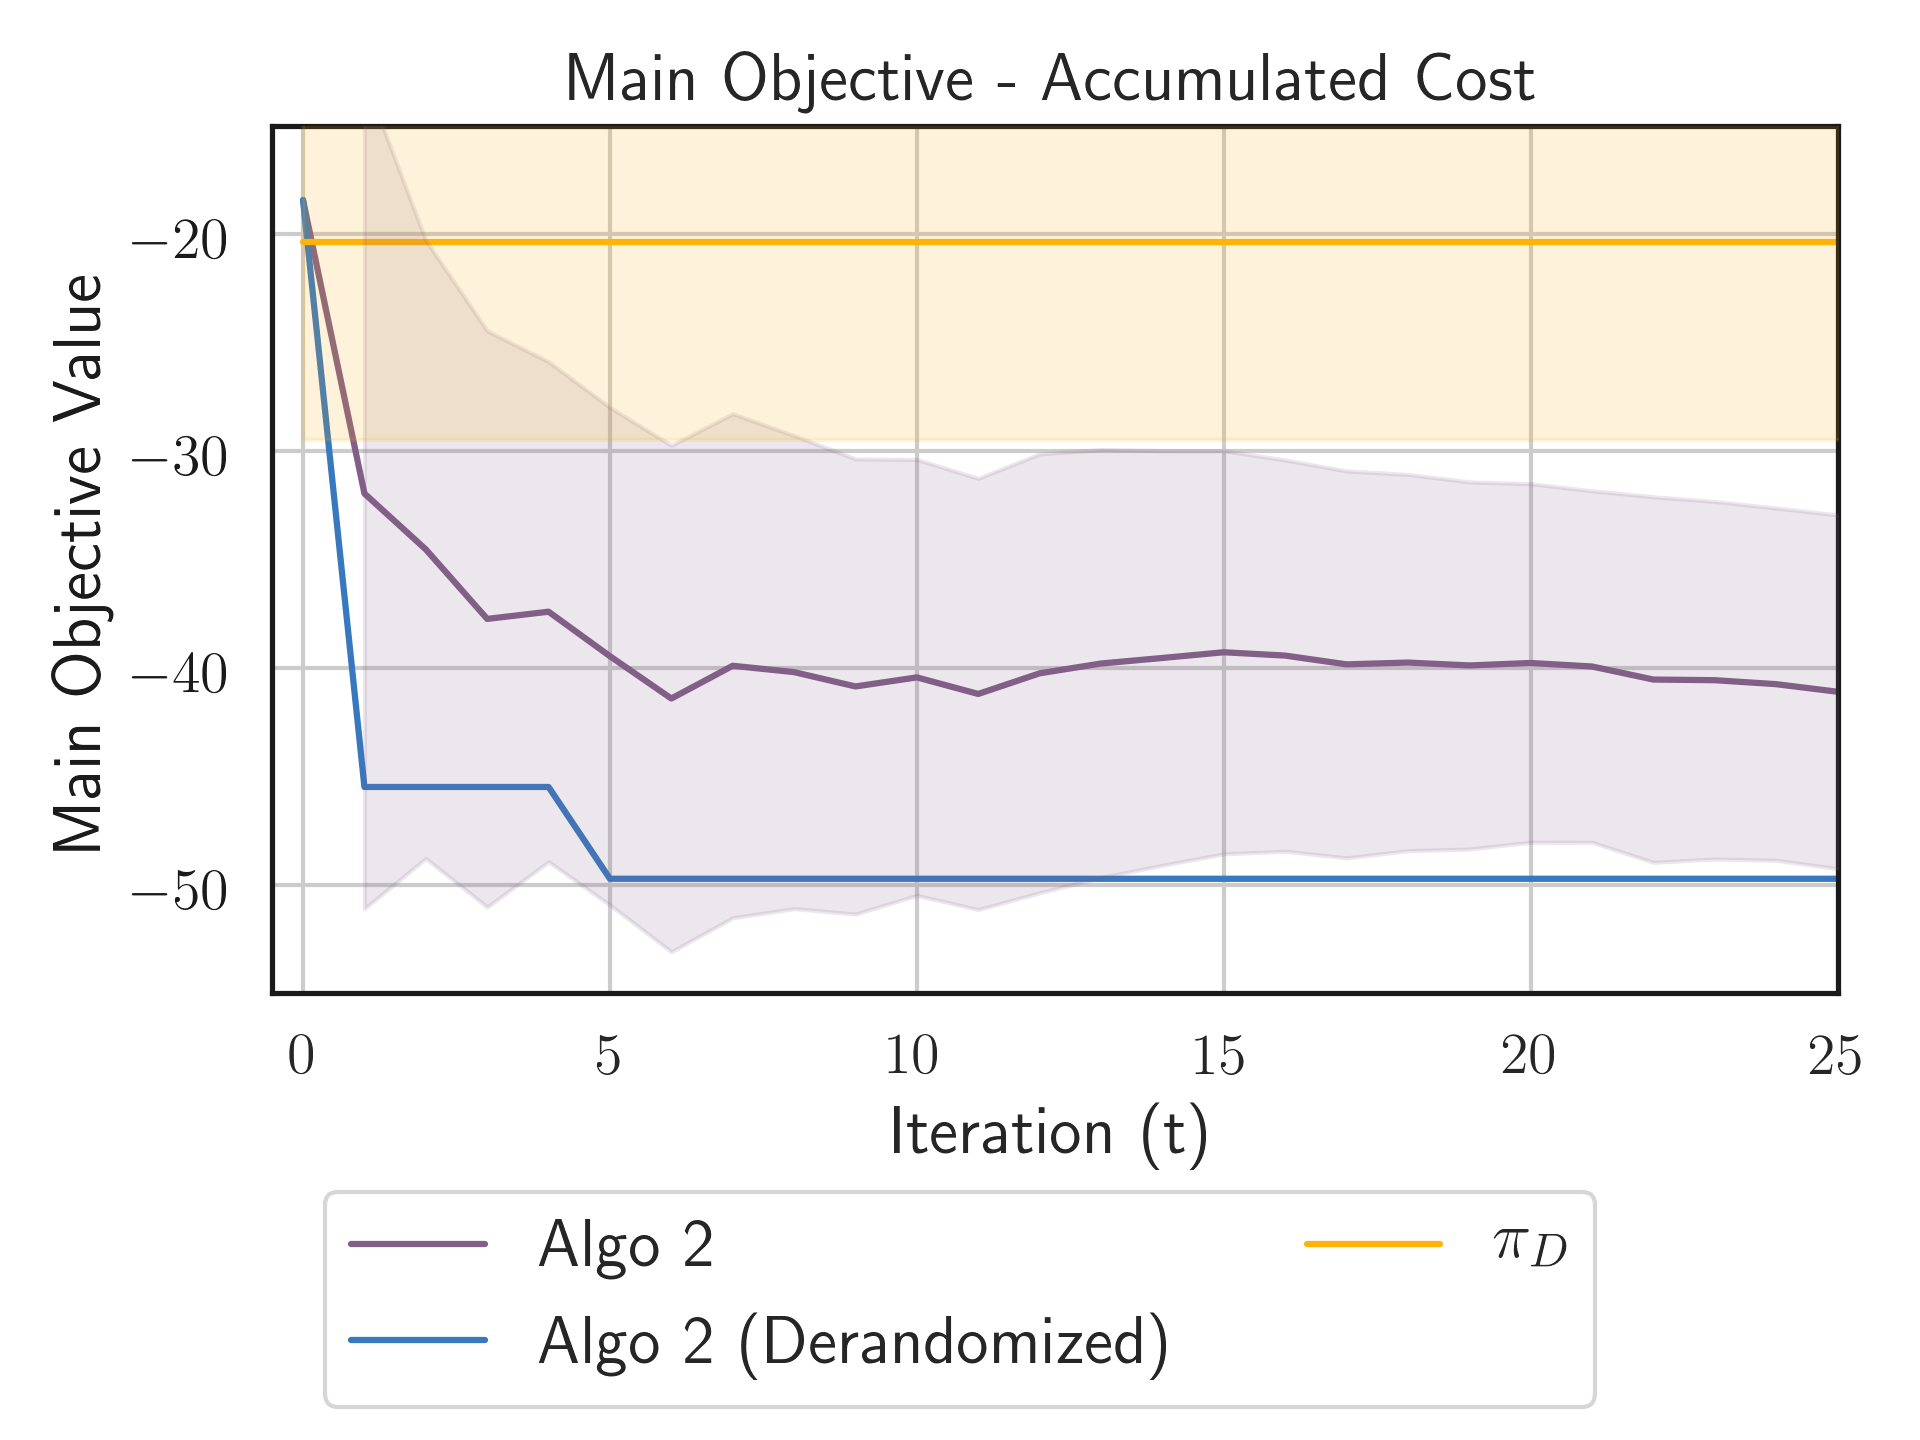 Main Objective - Accumulated Cost
Main Objective Value
−20
−30
−40
−50
0 5 10 15 20 25
Iteration (t)
Algo 2
Algo 2 (Derandomized)
π_D